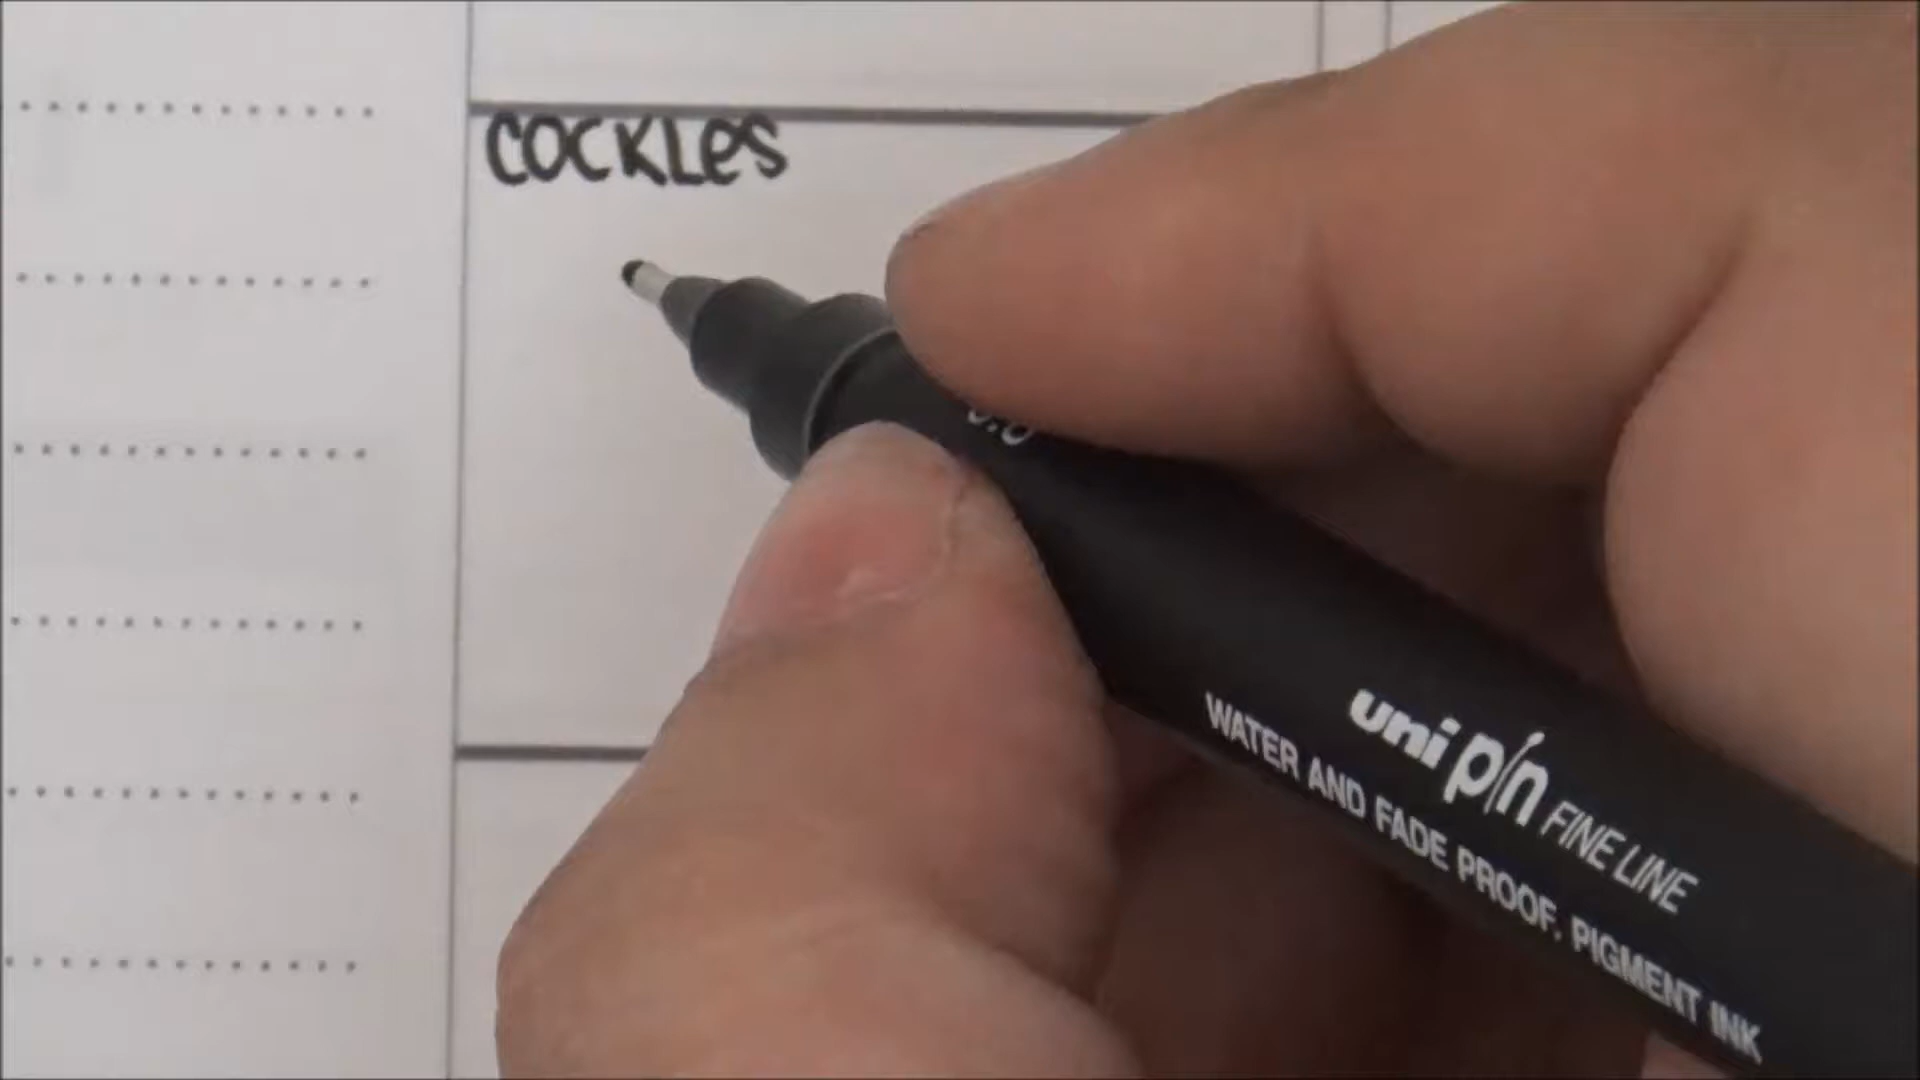 COCKLes
uni pin FINE LINE
WATER AND FADE PROOF, PIGMENT INK